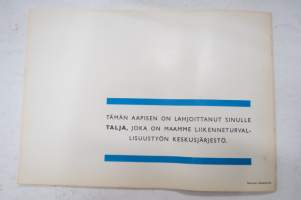 TÄMÄN AAPISEN ON LAHJOITTANUT SINULLE
TALJA, JOKA ON MAAMME LIIKENNETURVAL-
LISUUSTYÖN KESKUSJÄRJESTÖ.